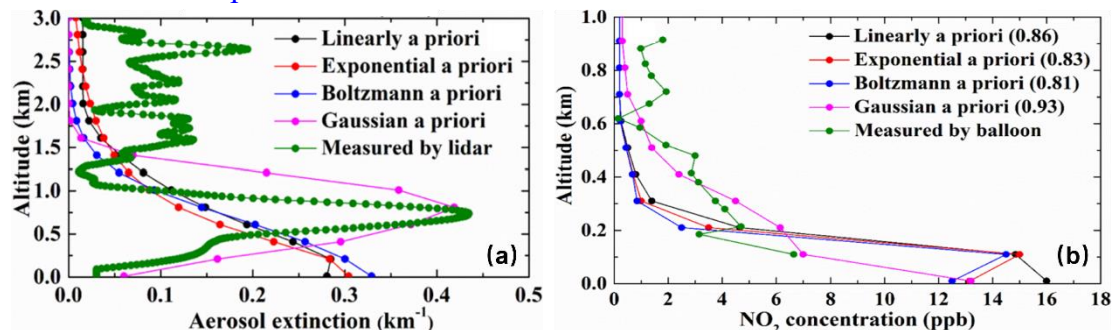 3.0
2.5
2.0
1.5
1.0
0.5
0.0
Altitude (km)
Linearly a priori
Exponential a priori
Boltzmann a priori
Gaussian a priori
Measured by lidar
(a)
0.0 0.1 0.2 0.3 0.4 0.5
Aerosol extinction (km⁻¹)
1.0
0.8
0.6
0.4
0.2
0.0
Altitude (km)
Linearly a priori (0.86)
Exponential a priori (0.83)
Boltzmann a priori (0.81)
Gaussian a priori (0.93)
Measured by balloon
(b)
0 2 4 6 8 10 12 14 16 18
NO₂ concentration (ppb)